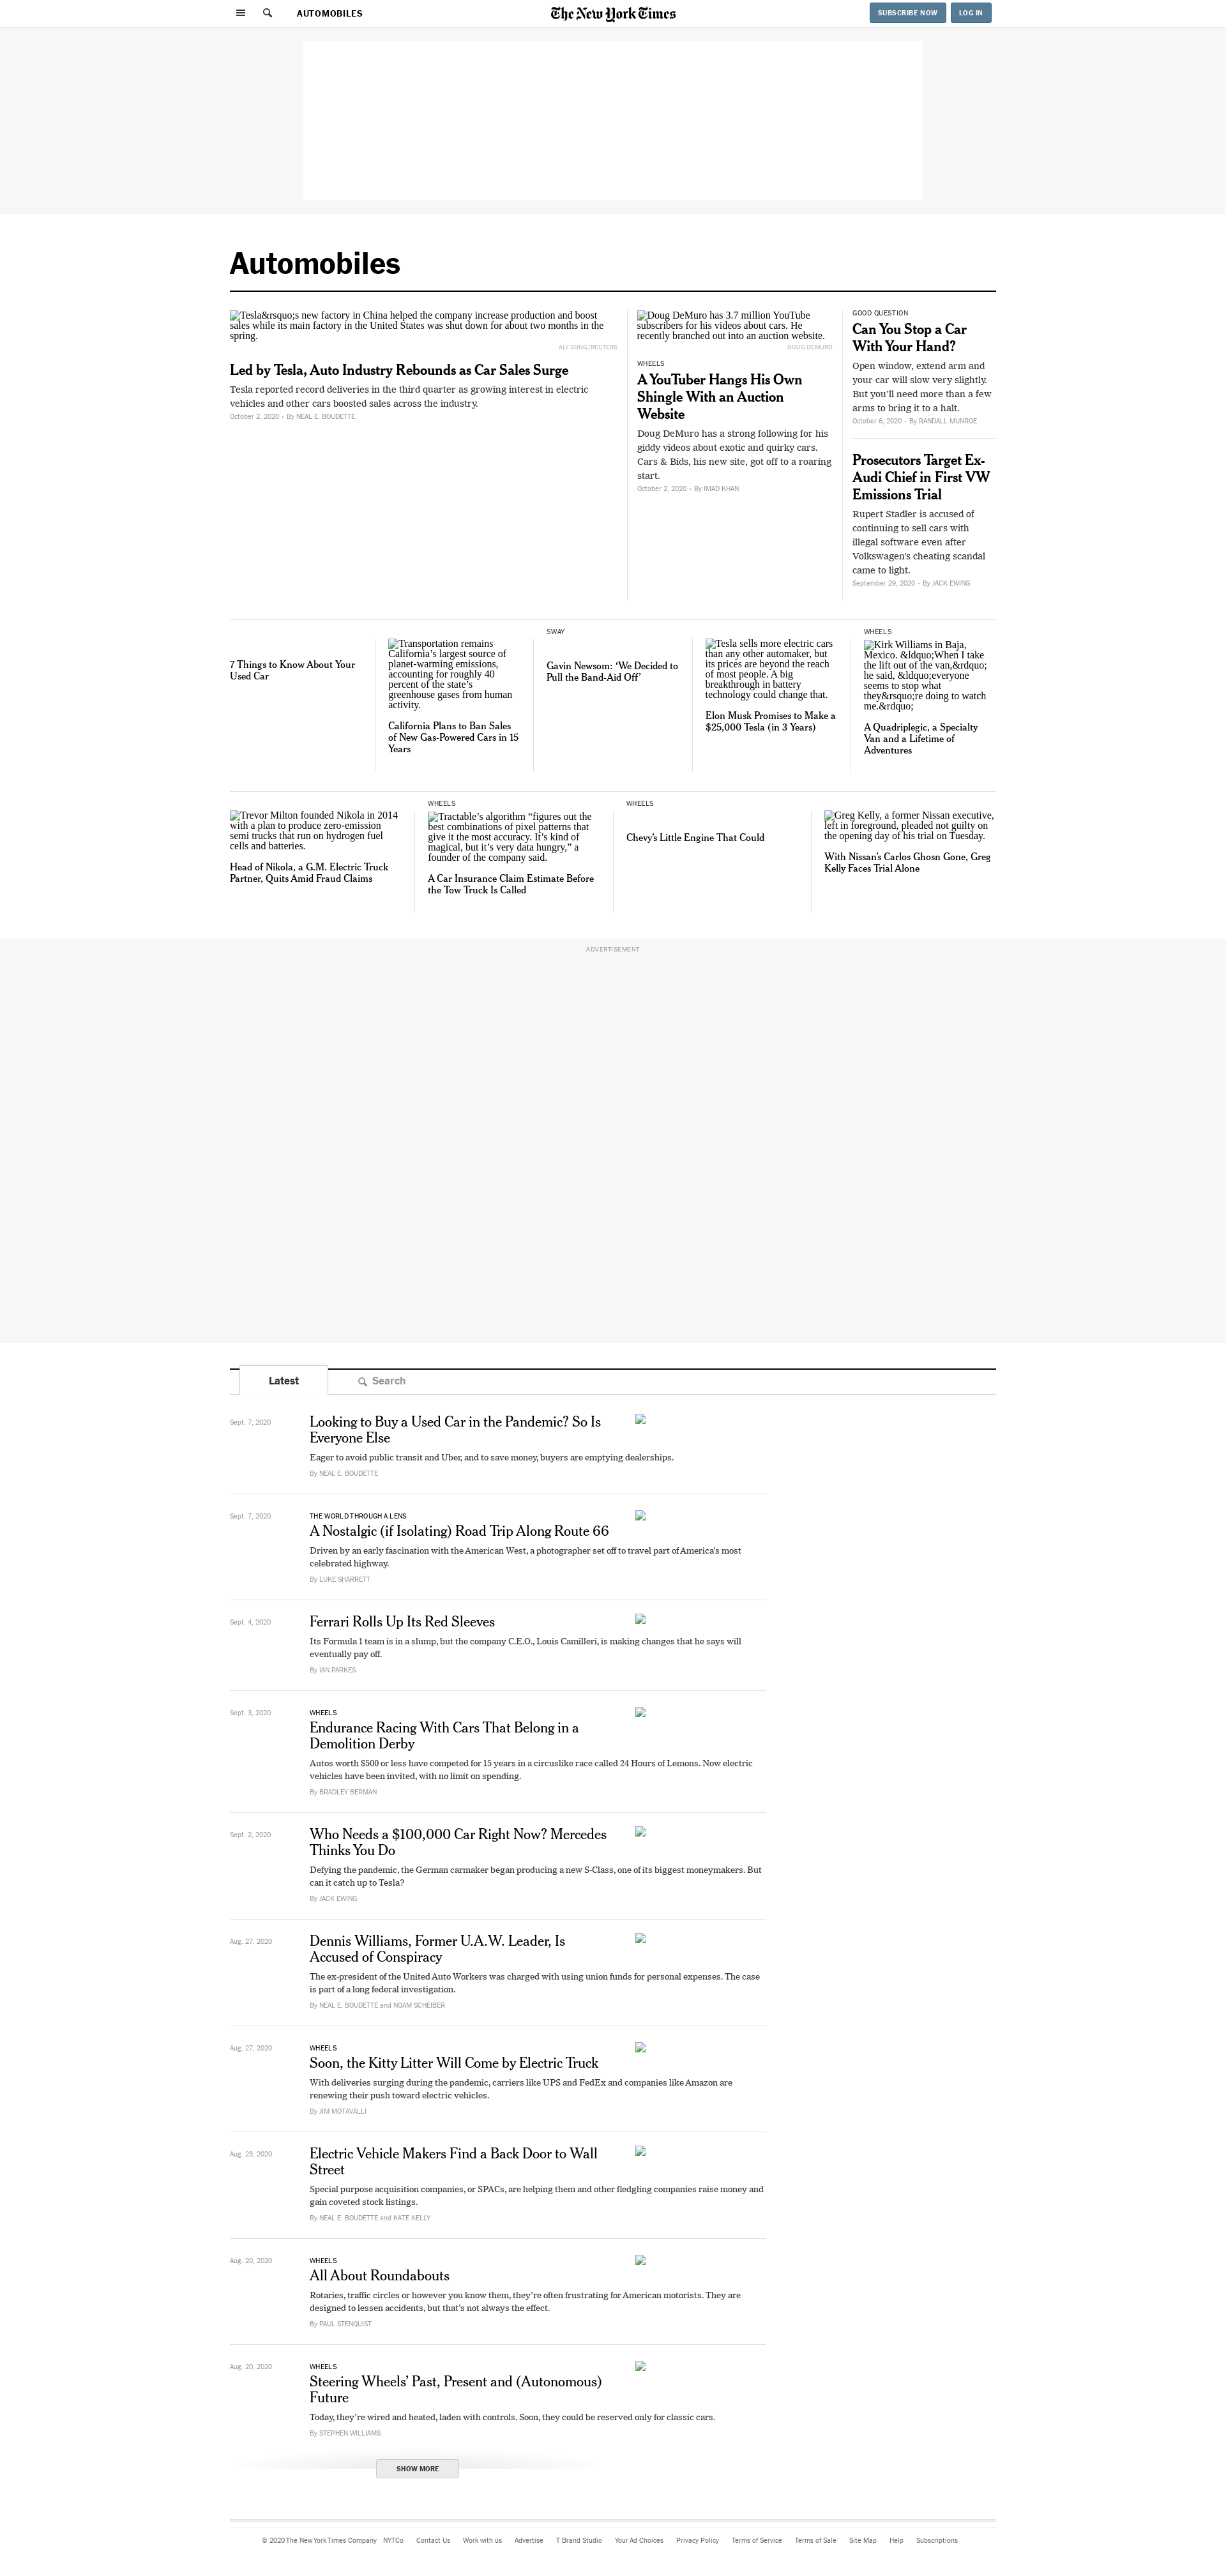 AUTOMOBILES
The New York Times
SUBSCRIBE NOW
LOG IN
Automobiles
Tesla&rsquo;s new factory in China helped the company increase production and boost
sales while its main factory in the United States was shut down for about two months in the
spring.
ALY SONG/REUTERS
Led by Tesla, Auto Industry Rebounds as Car Sales Surge
Tesla reported record deliveries in the third quarter as growing interest in electric
vehicles and other cars boosted sales across the industry.
October 2, 2020 - By NEAL E. BOUDETTE
Doug DeMuro has 3.7 million YouTube
subscribers for his videos about cars. He
recently branched out into an auction website.
DOUG DEMURO
WHEELS
A YouTuber Hangs His Own
Shingle With an Auction
Website
Doug DeMuro has a strong following for his
giddy videos about exotic and quirky cars.
Cars & Bids, his new site, got off to a roaring
start.
October 2, 2020 - By IMAD KHAN
GOOD QUESTION
Can You Stop a Car
With Your Hand?
Open window, extend arm and
your car will slow very slightly.
But you’ll need more than a few
arms to bring it to a halt.
October 6, 2020 - By RANDALL MUNROE
Prosecutors Target Ex-
Audi Chief in First VW
Emissions Trial
Rupert Stadler is accused of
continuing to sell cars with
illegal software even after
Volkswagen’s cheating scandal
came to light.
September 29, 2020 - By JACK EWING
7 Things to Know About Your
Used Car
Transportation remains
California’s largest source of
planet-warming emissions,
accounting for roughly 40
percent of the state’s
greenhouse gases from human
activity.
California Plans to Ban Sales
of New Gas-Powered Cars in 15
Years
SWAY
Gavin Newsom: ‘We Decided to
Pull the Band-Aid Off’
Tesla sells more electric cars
than any other automaker, but
its prices are beyond the reach
of most people. A big
breakthrough in battery
technology could change that.
Elon Musk Promises to Make a
$25,000 Tesla (in 3 Years)
WHEELS
Kirk Williams in Baja,
Mexico. &ldquo;When I take
the lift out of the van,&rdquo;
he said, &ldquo;everyone
seems to stop what
they&rsquo;re doing to watch
me.&rdquo;
A Quadriplegic, a Specialty
Van and a Lifetime of
Adventures
Trevor Milton founded Nikola in 2014
with a plan to produce zero-emission
semi trucks that run on hydrogen fuel
cells and batteries.
Head of Nikola, a G.M. Electric Truck
Partner, Quits Amid Fraud Claims
WHEELS
Tractable’s algorithm “figures out the
best combinations of pixel patterns that
give it the most accuracy. It’s kind of
magical, but it’s very data hungry,” a
founder of the company said.
A Car Insurance Claim Estimate Before
the Tow Truck Is Called
WHEELS
Chevy’s Little Engine That Could
Greg Kelly, a former Nissan executive,
left in foreground, pleaded not guilty on
the opening day of his trial on Tuesday.
With Nissan’s Carlos Ghosn Gone, Greg
Kelly Faces Trial Alone
ADVERTISEMENT
Latest
Search
Sept. 7, 2020
Looking to Buy a Used Car in the Pandemic? So Is
Everyone Else
Eager to avoid public transit and Uber, and to save money, buyers are emptying dealerships.
By NEAL E. BOUDETTE
Sept. 7, 2020
THE WORLD THROUGH A LENS
A Nostalgic (if Isolating) Road Trip Along Route 66
Driven by an early fascination with the American West, a photographer set off to travel part of America’s most
celebrated highway.
By LUKE SHARRETT
Sept. 4, 2020
Ferrari Rolls Up Its Red Sleeves
Its Formula 1 team is in a slump, but the company C.E.O., Louis Camilleri, is making changes that he says will
eventually pay off.
By IAN PARKES
Sept. 3, 2020
WHEELS
Endurance Racing With Cars That Belong in a
Demolition Derby
Autos worth $500 or less have competed for 15 years in a circuslike race called 24 Hours of Lemons. Now electric
vehicles have been invited, with no limit on spending.
By BRADLEY BERMAN
Sept. 2, 2020
Who Needs a $100,000 Car Right Now? Mercedes
Thinks You Do
Defying the pandemic, the German carmaker began producing a new S-Class, one of its biggest moneymakers. But
can it catch up to Tesla?
By JACK EWING
Aug. 27, 2020
Dennis Williams, Former U.A.W. Leader, Is
Accused of Conspiracy
The ex-president of the United Auto Workers was charged with using union funds for personal expenses. The case
is part of a long federal investigation.
By NEAL E. BOUDETTE and NOAM SCHEIBER
Aug. 27, 2020
WHEELS
Soon, the Kitty Litter Will Come by Electric Truck
With deliveries surging during the pandemic, carriers like UPS and FedEx and companies like Amazon are
renewing their push toward electric vehicles.
By JIM MOTAVALLI
Aug. 23, 2020
Electric Vehicle Makers Find a Back Door to Wall
Street
Special purpose acquisition companies, or SPACs, are helping them and other fledgling companies raise money and
gain coveted stock listings.
By NEAL E. BOUDETTE and KATE KELLY
Aug. 20, 2020
WHEELS
All About Roundabouts
Rotaries, traffic circles or however you know them, they’re often frustrating for American motorists. They are
designed to lessen accidents, but that’s not always the effect.
By PAUL STENQUIST
Aug. 20, 2020
WHEELS
Steering Wheels’ Past, Present and (Autonomous)
Future
Today, they’re wired and heated, laden with controls. Soon, they could be reserved only for classic cars.
By STEPHEN WILLIAMS
SHOW MORE
© 2020 The New York Times Company NYTCo Contact Us Work with us Advertise T Brand Studio Your Ad Choices Privacy Policy Terms of Service Terms of Sale Site Map Help Subscriptions